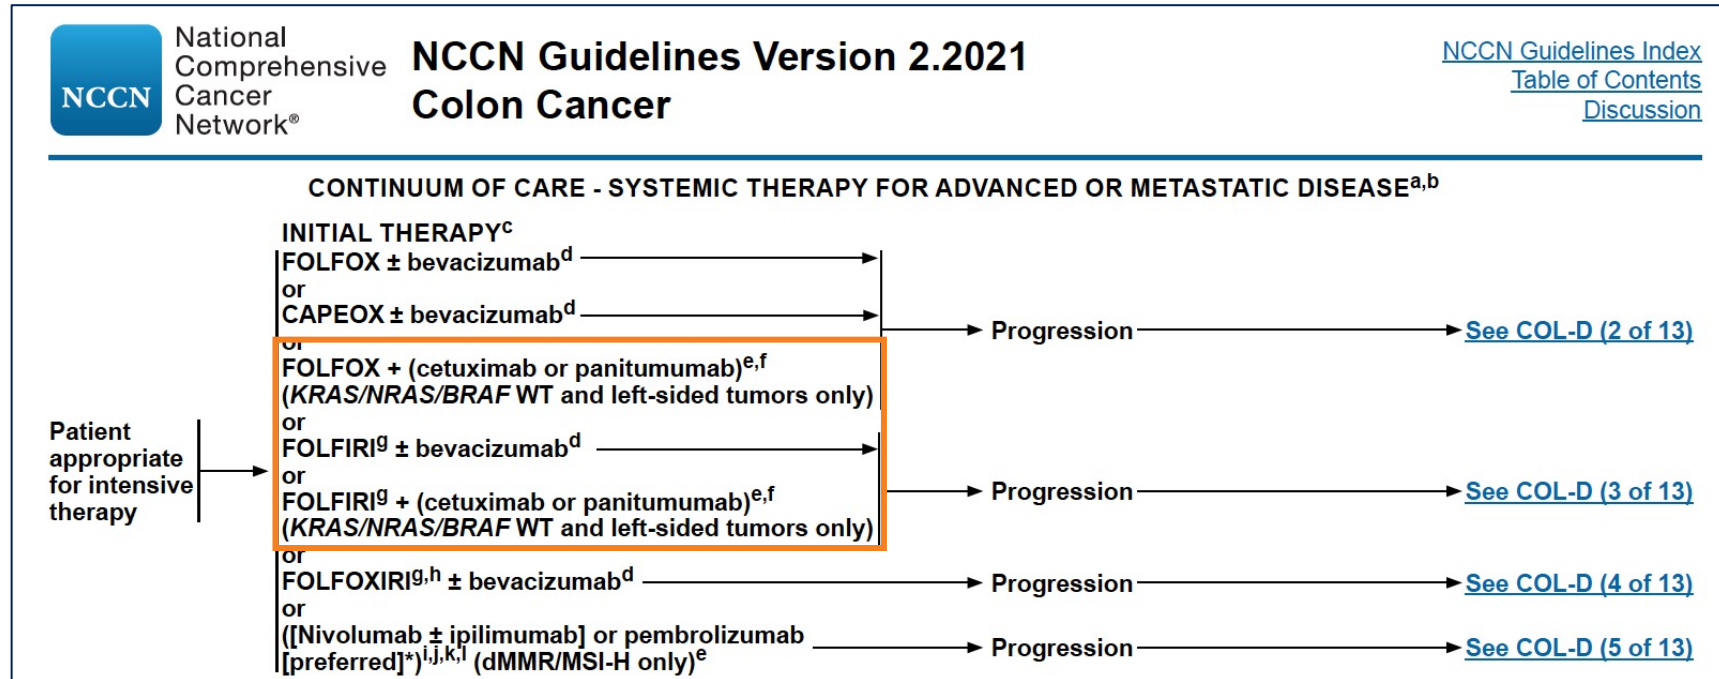 NCCN
National
Comprehensive
Cancer
Network®
NCCN Guidelines Version 2.2021
Colon Cancer
NCCN Guidelines Index
Table of Contents
Discussion
CONTINUUM OF CARE - SYSTEMIC THERAPY FOR ADVANCED OR METASTATIC DISEASEa,b
Patient
appropriate
for intensive
therapy
INITIAL THERAPYc
FOLFOX ± bevacizumabd
or
CAPEOX ± bevacizumabd
or
FOLFOX + (cetuximab or panitumumab)e,f
(KRAS/NRAS/BRAF WT and left-sided tumors only)
or
FOLFIRIg ± bevacizumabd
or
FOLFIRIg + (cetuximab or panitumumab)e,f
(KRAS/NRAS/BRAF WT and left-sided tumors only)
or
FOLFOXIRIg,h ± bevacizumabd
or
([Nivolumab ± ipilimumab] or pembrolizumab
[preferred]*)i,j,k,l (dMMR/MSI-H only)e
Progression See COL-D (2 of 13)
Progression See COL-D (3 of 13)
Progression See COL-D (4 of 13)
Progression See COL-D (5 of 13)